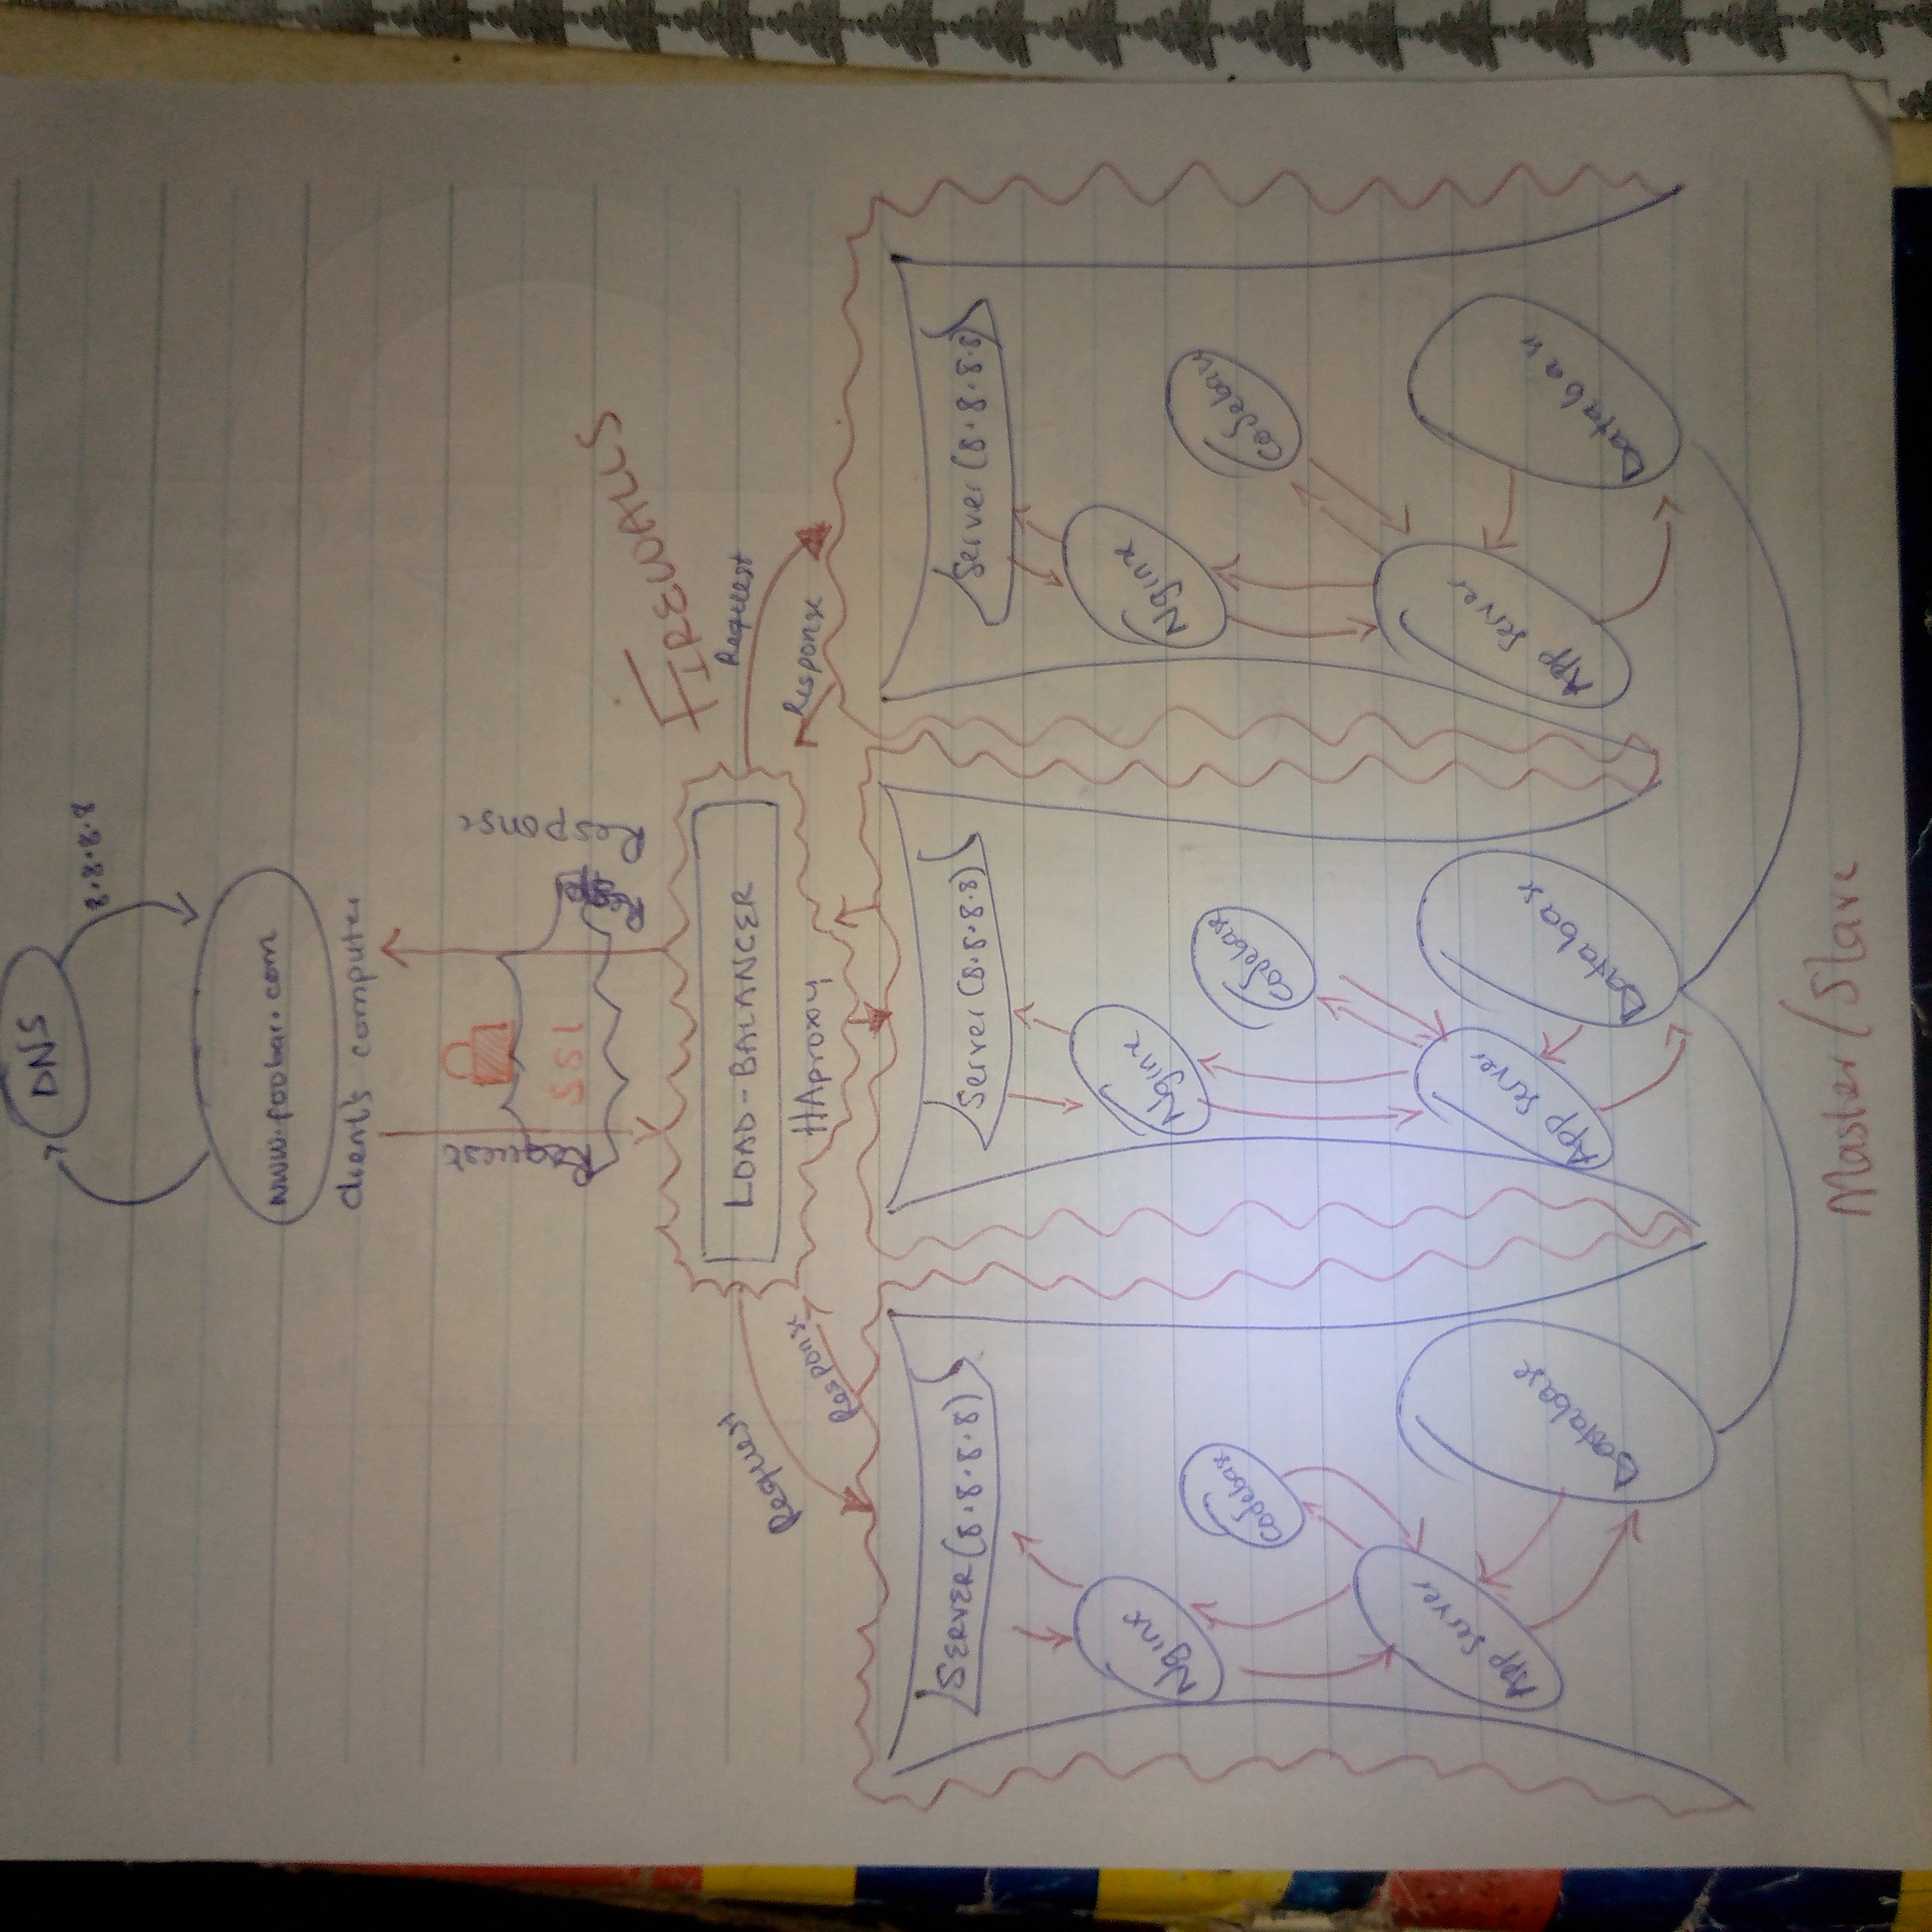 DNS
8.8.8.8
www.foobar.com
client's computer
Request
Response
SSL
FIREWALLS
LOAD-BALANCER
HAproxy
Request
Response
Request
Response
SERVER (8.8.8.8)
Nginx
Codebase
App server
Database
Server (8.8.8.8)
Nginx
Codebase
App server
Database
Server (8.8.8.8)
Nginx
Codebase
App server
Database
Master/Slave